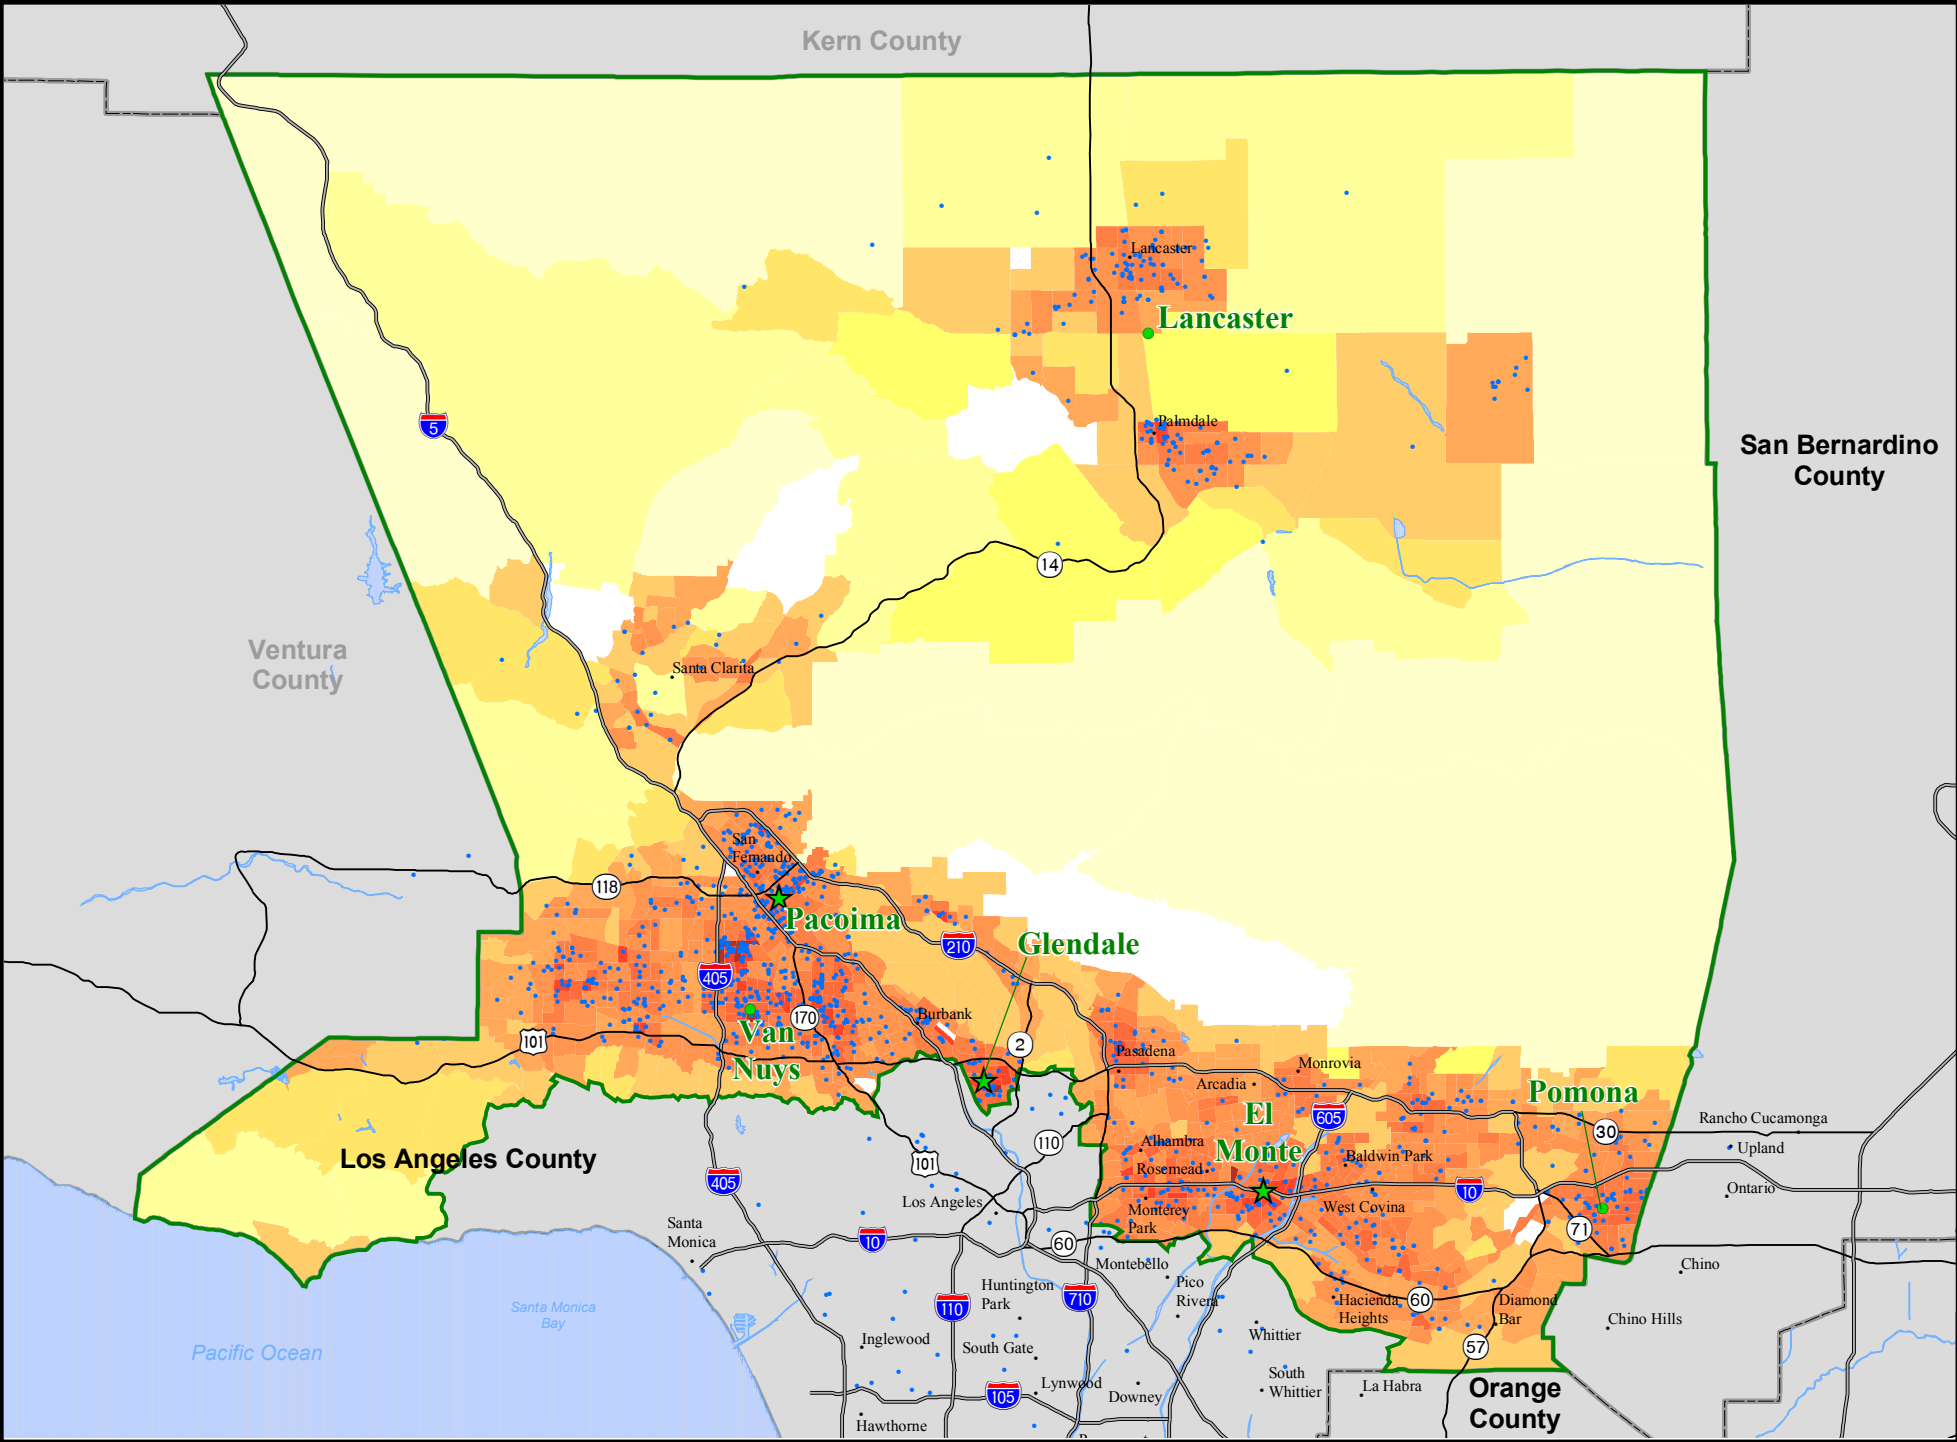 Kern County
Lancaster
Lancaster
Palmdale
San Bernardino
County
5
14
Ventura
County
Santa Clarita
San
Fernando
118
Pacoima
Glendale
210
405
170
Burbank
Van
Nuys
101
2
Pasadena
Monrovia
Arcadia
Pomona
El
Monte
605
30
Rancho Cucamonga
Upland
110
Alhambra
Rosemead
Baldwin Park
Los Angeles County
101
405
10
Ontario
Los Angeles
West Covina
Monterey
Park
Santa
Monica
10
60
71
Montebello
Chino
Pico
Rivera
Huntington
Park
110
710
Hacienda
Heights
60
Diamond
Bar
Santa Monica
Bay
Chino Hills
Inglewood
South Gate
Whittier
57
Pacific Ocean
South
Whittier
Lynwood
Downey
La Habra
105
Orange
County
Hawthorne